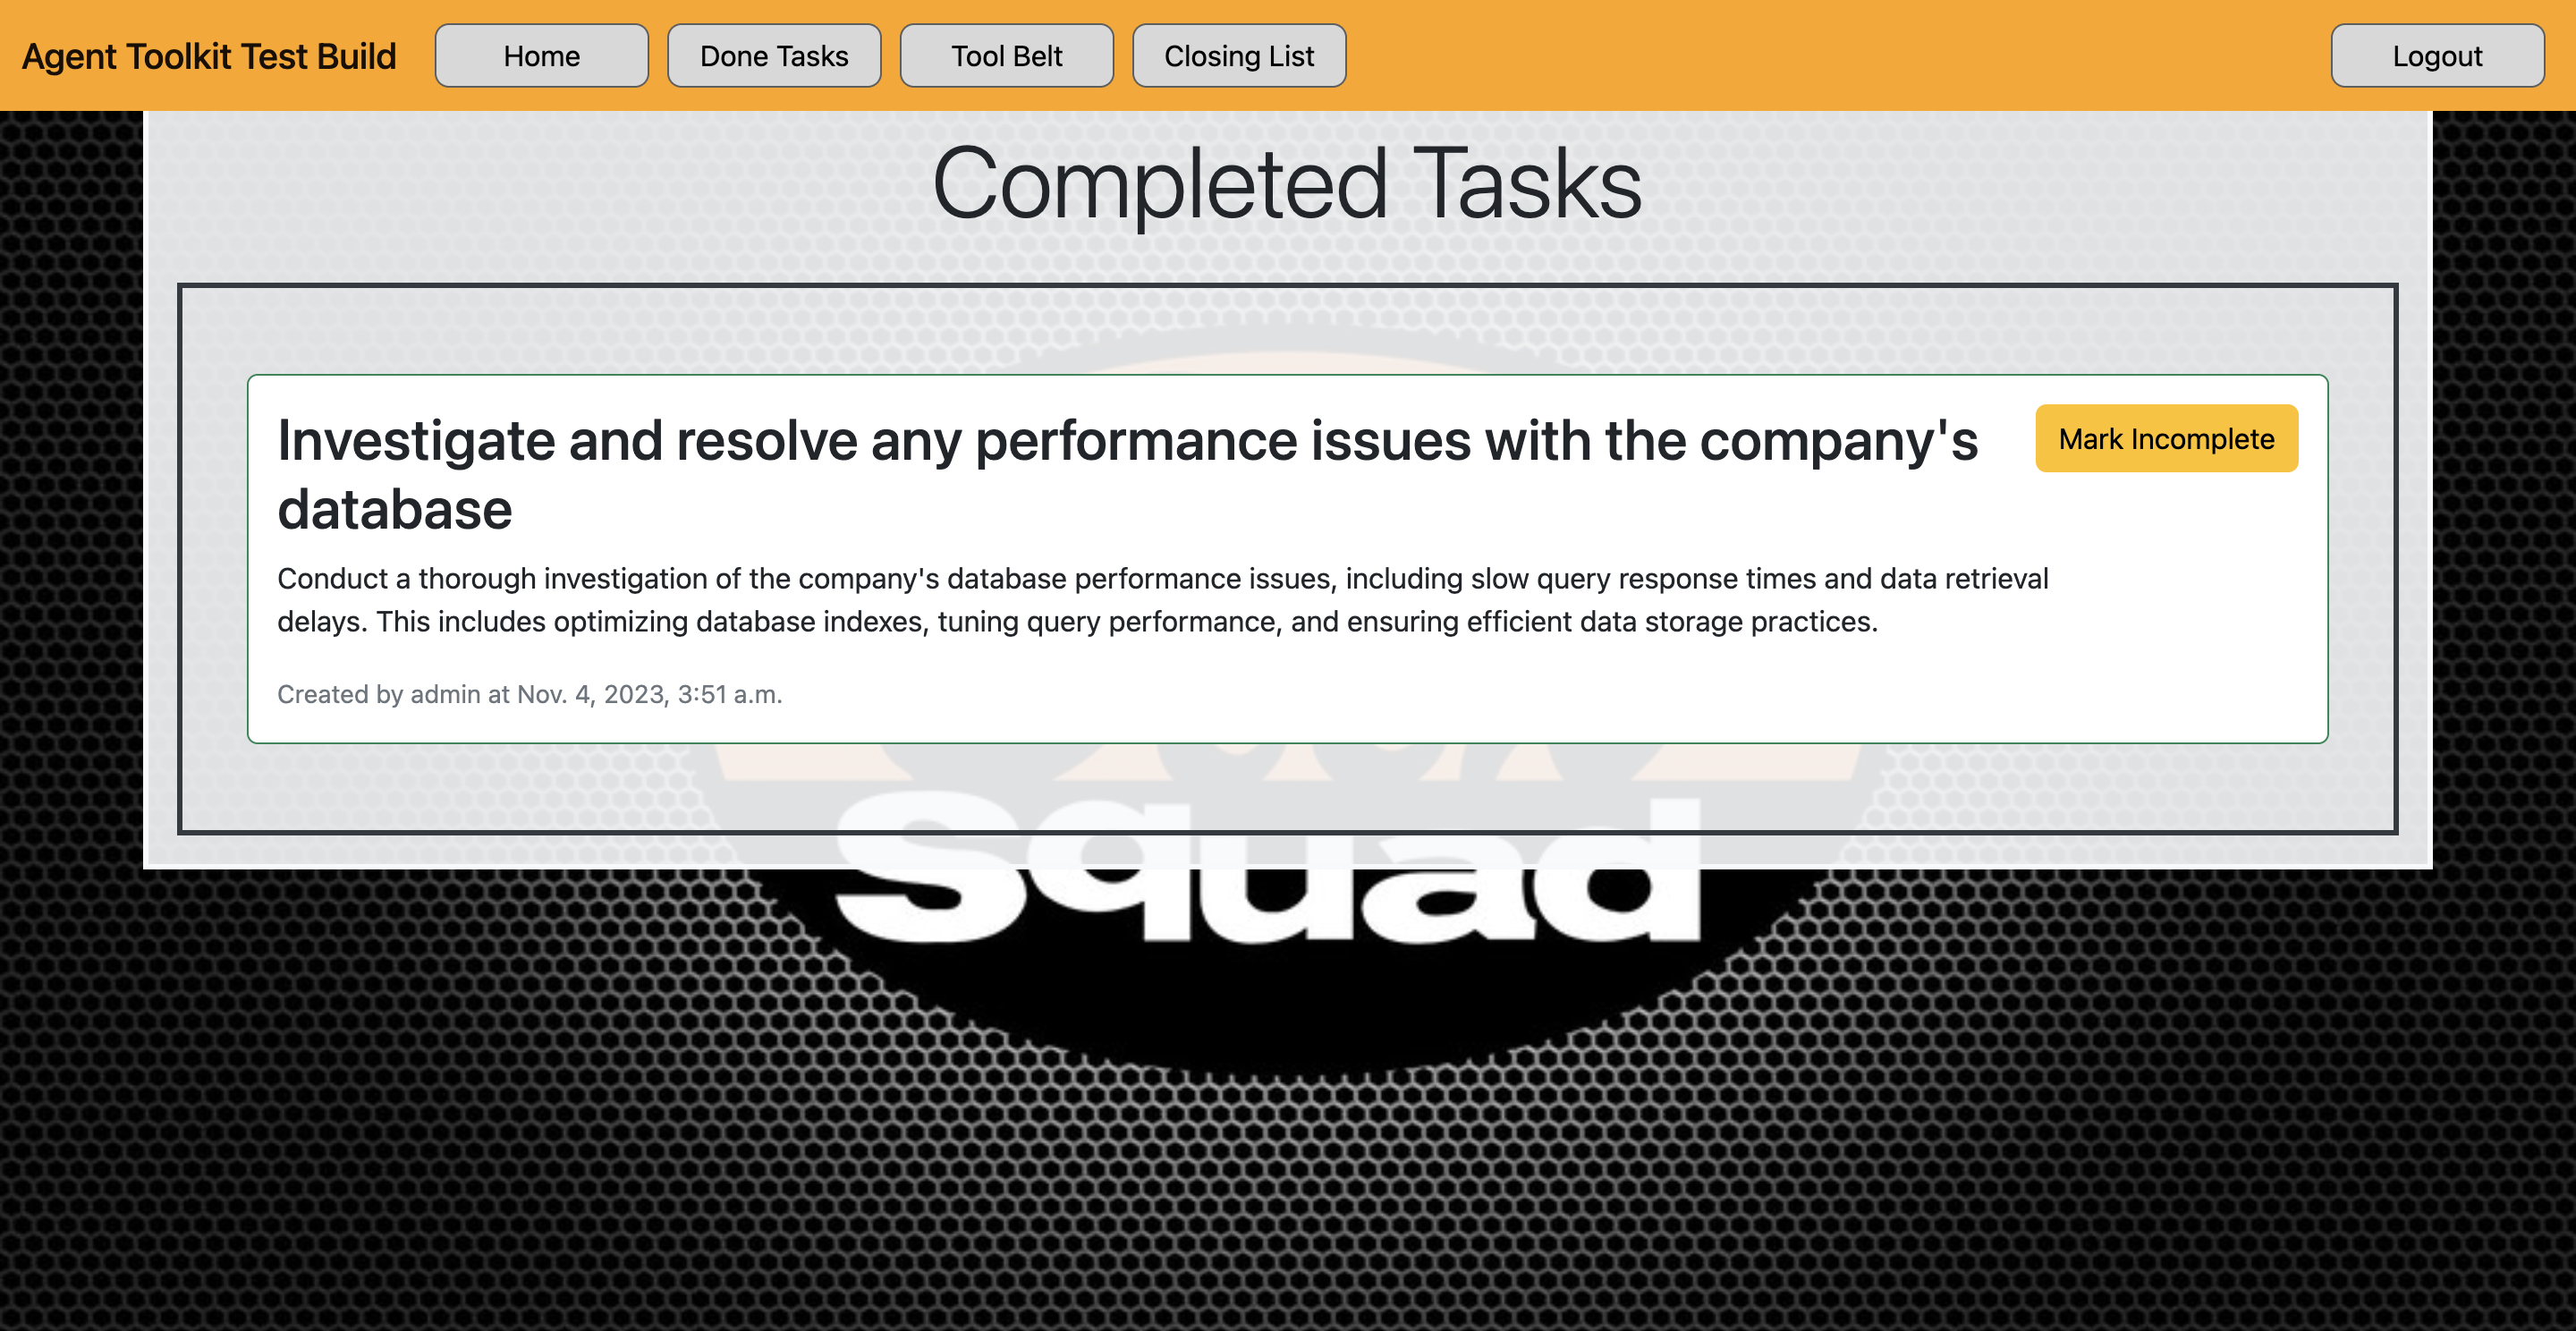 Agent Toolkit Test Build
Home
Done Tasks
Tool Belt
Closing List
Logout
Completed Tasks
Investigate and resolve any performance issues with the company's
database
Mark Incomplete
Conduct a thorough investigation of the company's database performance issues, including slow query response times and data retrieval
delays. This includes optimizing database indexes, tuning query performance, and ensuring efficient data storage practices.
Created by admin at Nov. 4, 2023, 3:51 a.m.
Squad